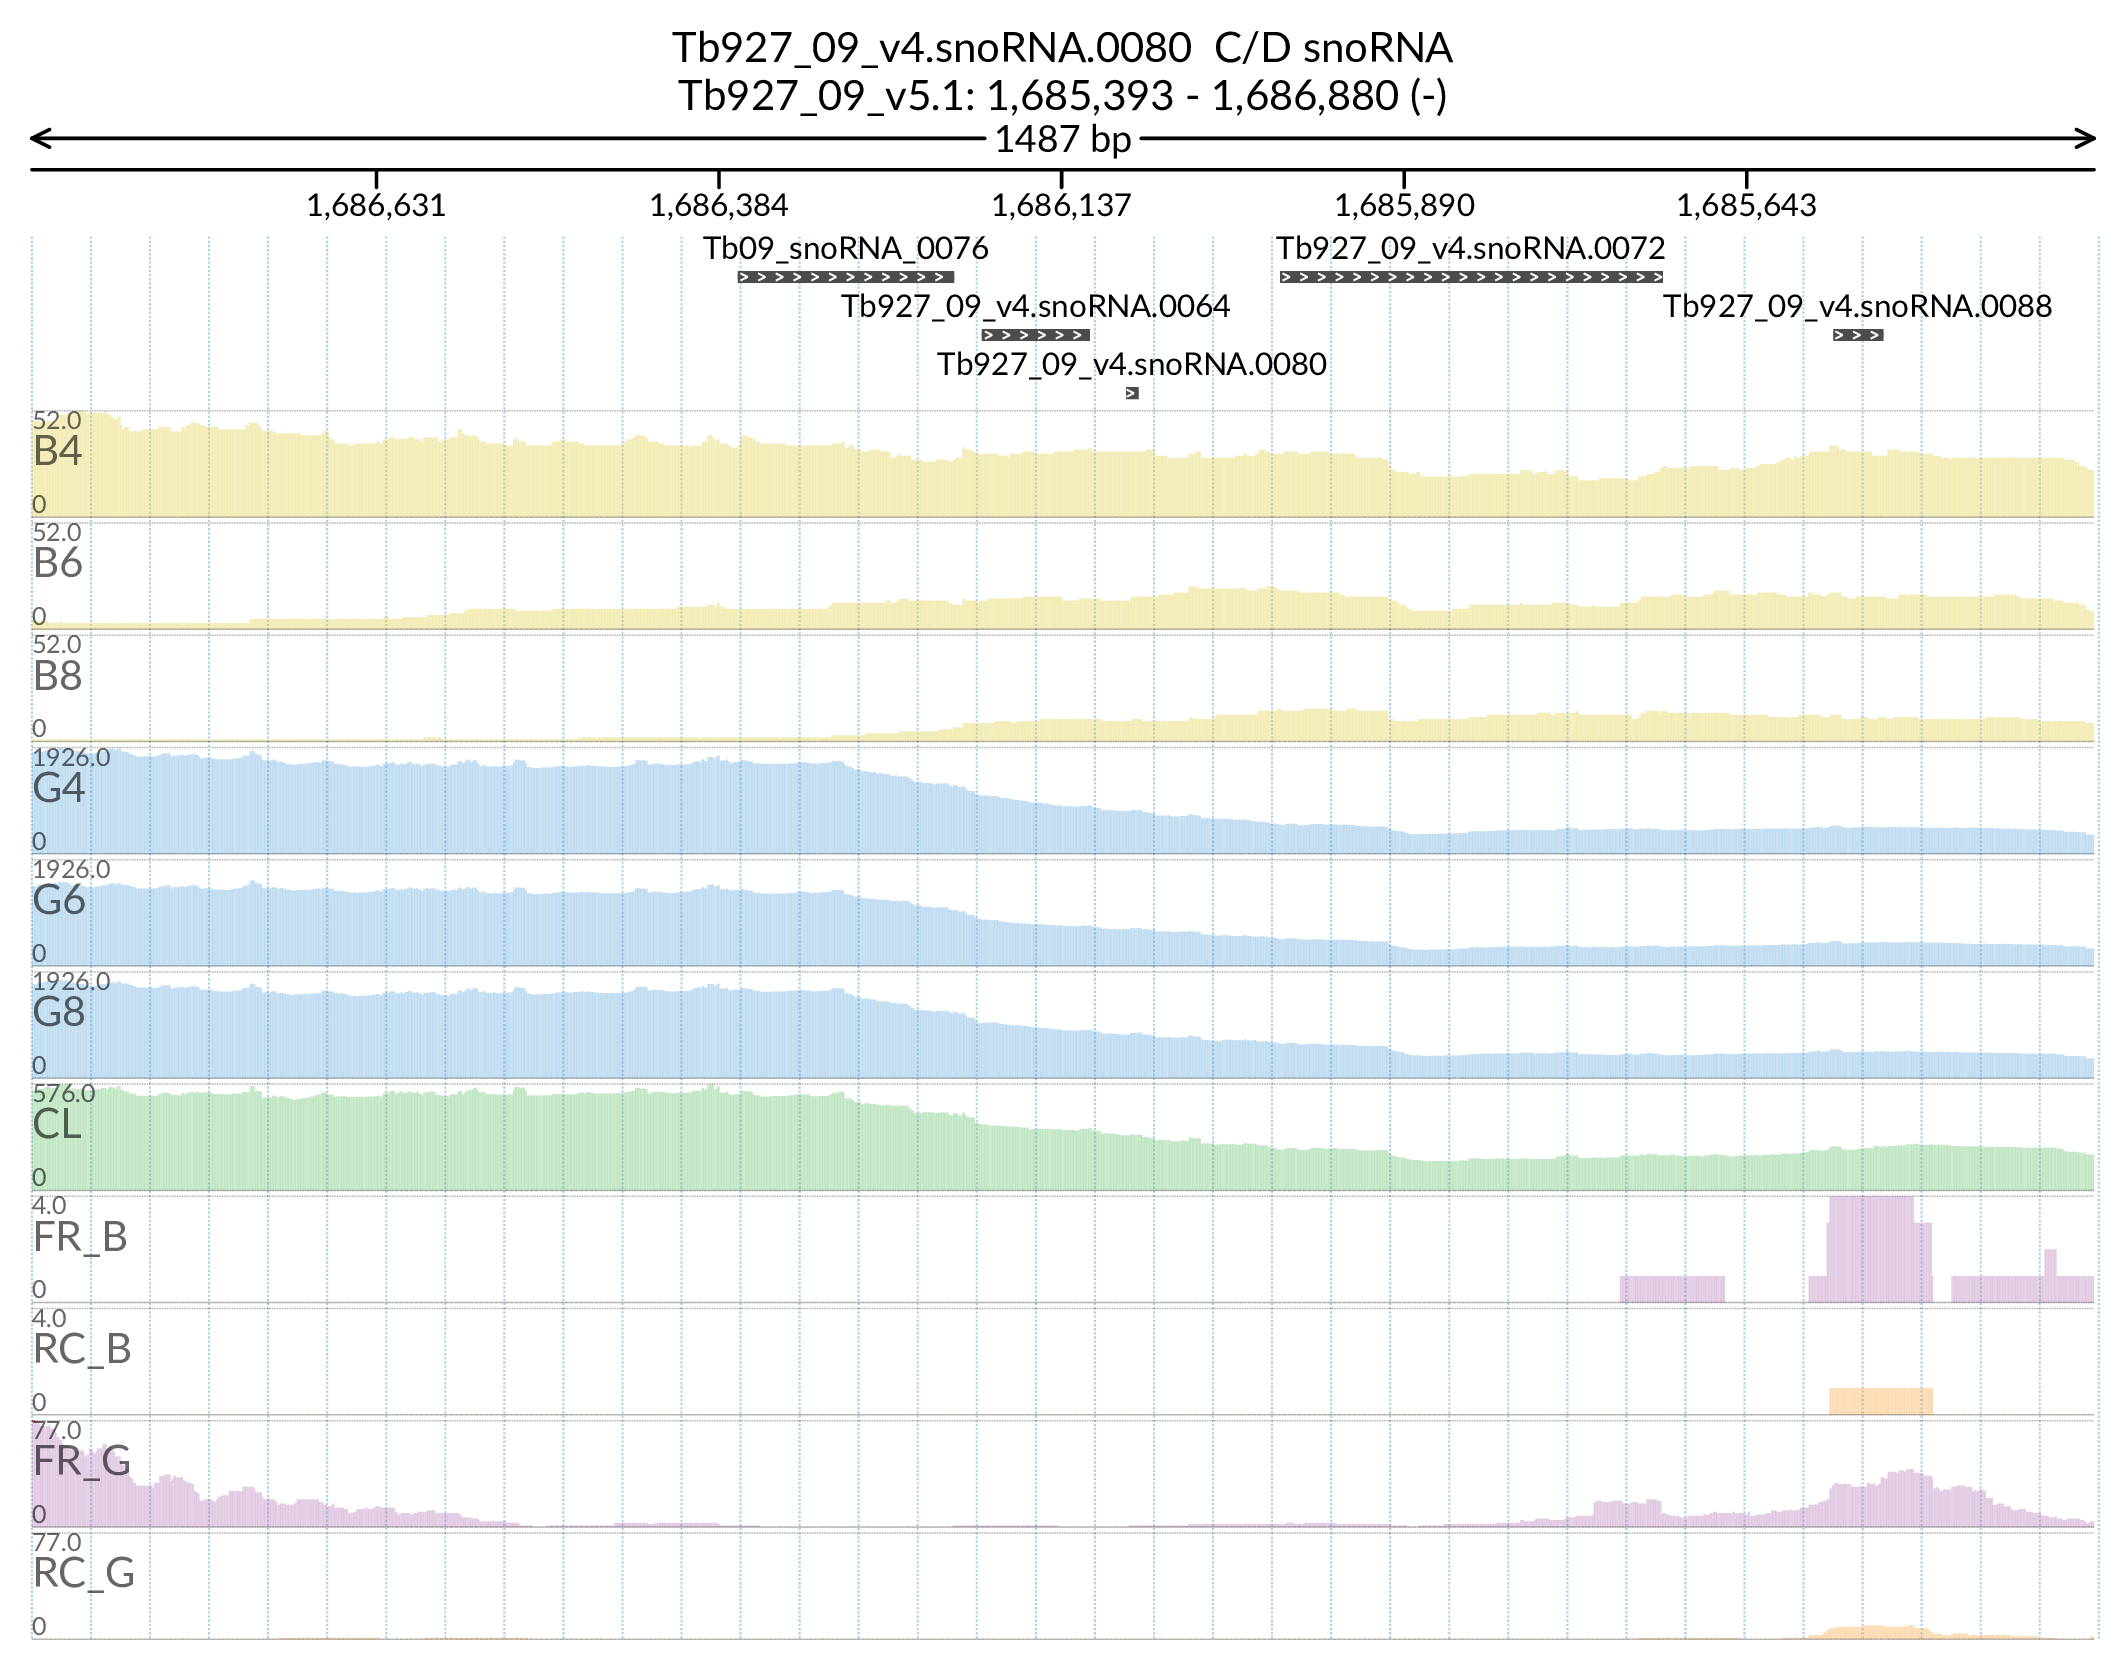 Tb927_09_v4.snoRNA.0080  C/D snoRNA
Tb927_09_v5.1: 1,685,393 - 1,686,880 (-)
1487 bp
1,686,631 1,686,384 1,686,137 1,685,890 1,685,643
Tb09_snoRNA_0076 Tb927_09_v4.snoRNA.0072
Tb927_09_v4.snoRNA.0064 Tb927_09_v4.snoRNA.0088
Tb927_09_v4.snoRNA.0080
52.0
B4
0
52.0
B6
0
52.0
B8
0
1926.0
G4
0
1926.0
G6
0
1926.0
G8
0
576.0
CL
0
4.0
FR_B
0
4.0
RC_B
0
77.0
FR_G
0
77.0
RC_G
0